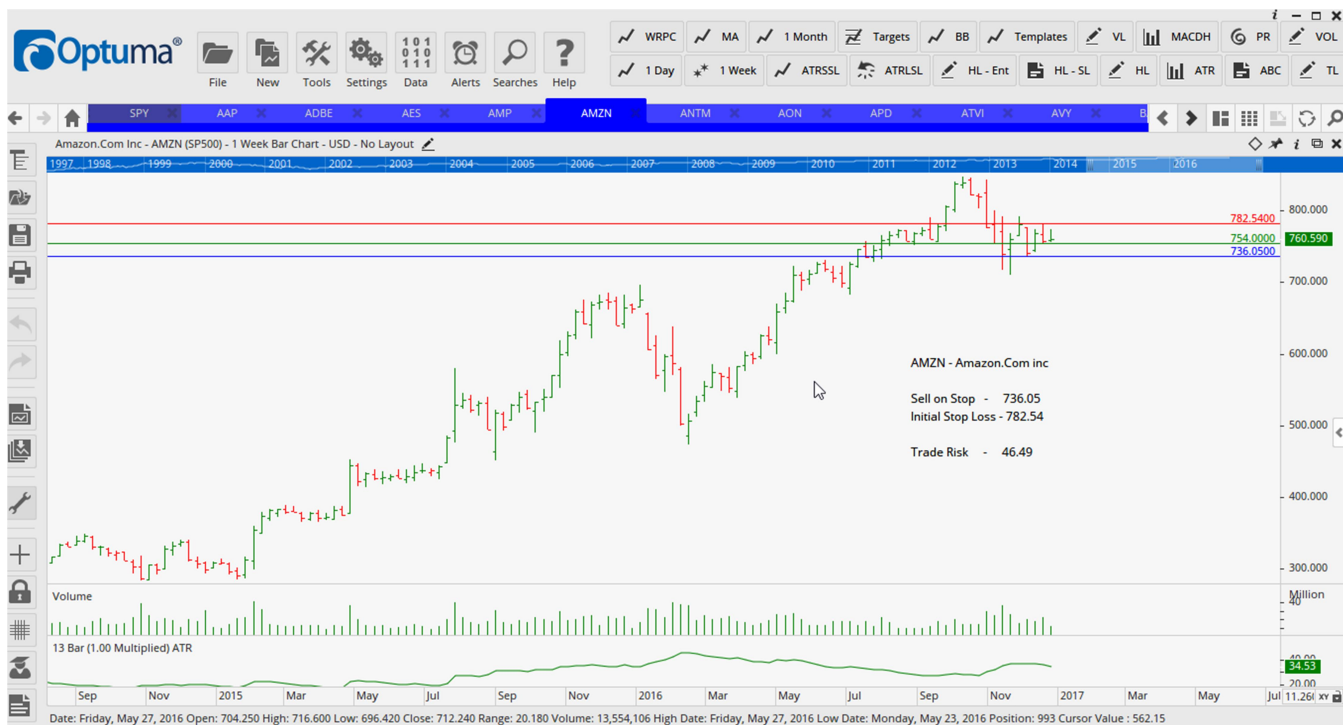 i
Optuma®
File New Tools Settings Data Alerts Searches Help
WRPC MA 1 Month Targets BB Templates VL MACDH PR VOL
1 Day 1 Week ATRSSL ATRLSL HL - Ent HL - SL HL ATR ABC TL
SPY AAP ADBE AES AMP AMZN ANTM AON APD ATVI AVY
Amazon.Com Inc - AMZN (SP500) - 1 Week Bar Chart - USD - No Layout
1997 1998 1999 2000 2001 2002 2003 2004 2005 2006 2007 2008 2009 2010 2011 2012 2013 2014 2015 2016
800.000
782.5400
754.0000 760.590
736.0500
700.000
600.000
AMZN - Amazon.Com inc
Sell on Stop - 736.05
Initial Stop Loss - 782.54
500.000
Trade Risk - 46.49
400.000
300.000
Volume
Million
40
13 Bar (1.00 Multiplied) ATR
40.00
34.53
20.00
Sep Nov 2015 Mar May Jul Sep Nov 2016 Mar May Jul Sep Nov 2017 Mar May Jul 11.26( XY
Date: Friday, May 27, 2016 Open: 704.250 High: 716.600 Low: 696.420 Close: 712.240 Range: 20.180 Volume: 13,554,106 High Date: Friday, May 27, 2016 Low Date: Monday, May 23, 2016 Position: 993 Cursor Value : 562.15